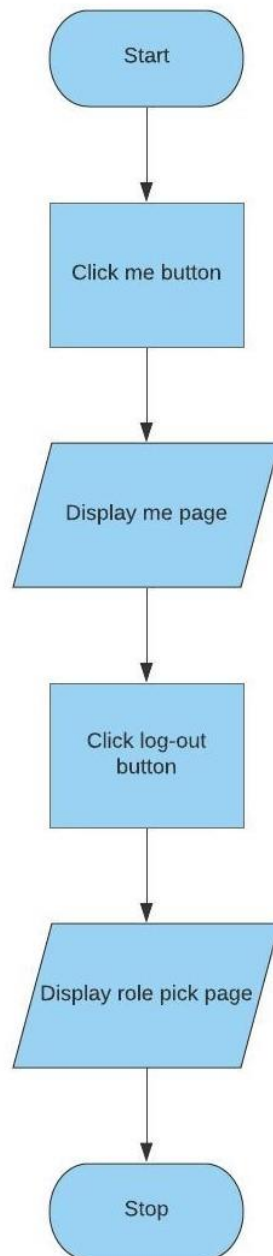 Start
Click me button
Display me page
Click log-out
button
Display role pick page
Stop